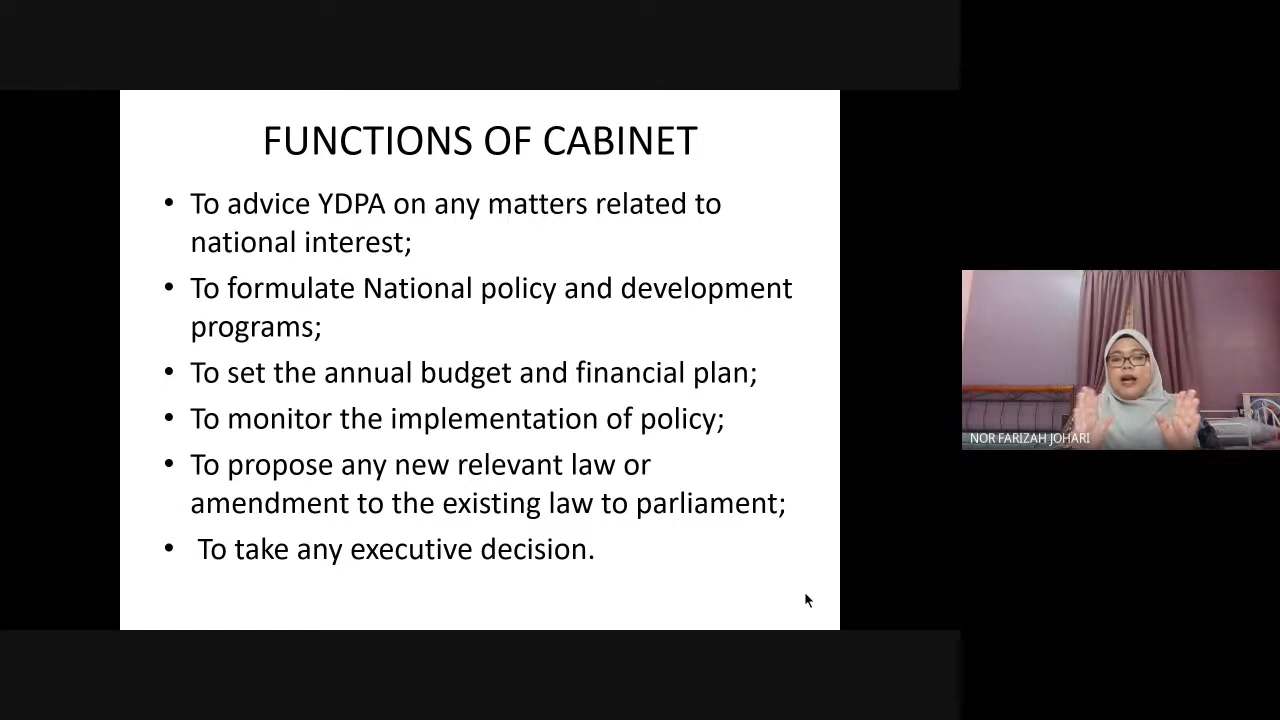 FUNCTIONS OF CABINET
• To advice YDPA on any matters related to
national interest;
• To formulate National policy and development
programs;
• To set the annual budget and financial plan;
• To monitor the implementation of policy;
• To propose any new relevant law or
amendment to the existing law to parliament;
• To take any executive decision.
NOR FARIZAH JOHARI